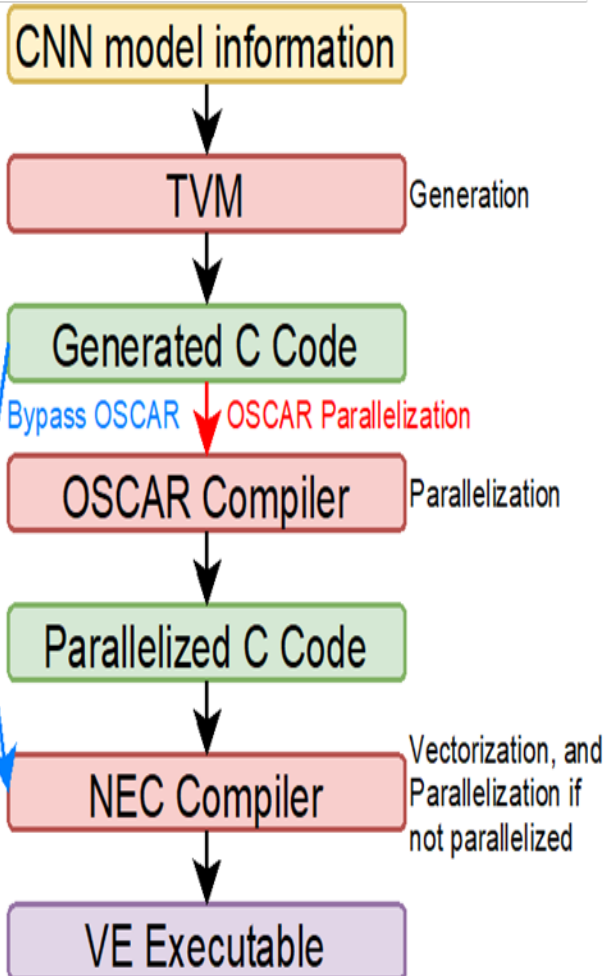 CNN model information
TVM
Generation
Generated C Code
Bypass OSCAR
OSCAR Parallelization
OSCAR Compiler
Parallelization
Parallelized C Code
NEC Compiler
Vectorization, and
Parallelization if
not parallelized
VE Executable